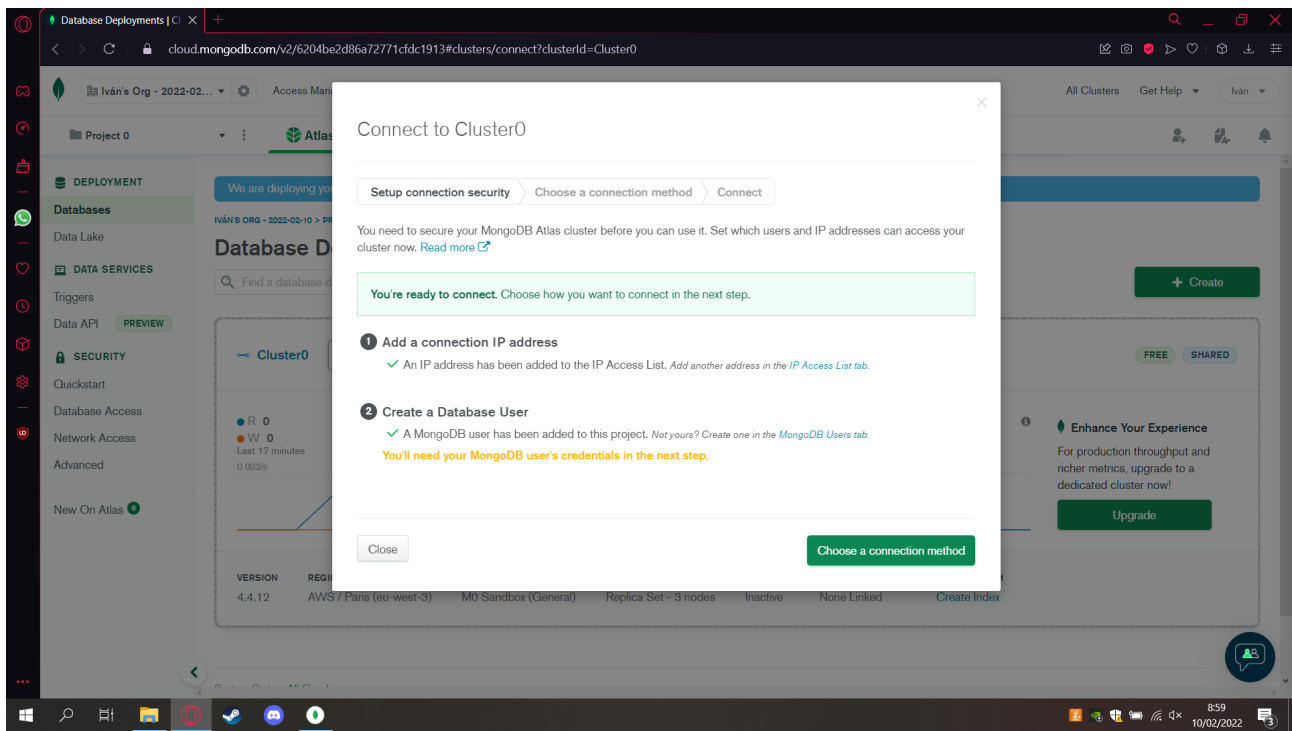 Database Deployments | Cl
cloud.mongodb.com/v2/6204be2d86a72771cfdc1913#clusters/connect?clusterId=Cluster0
Iván's Org - 2022-02...
Access Man
All Clusters
Get Help
Iván
Project 0
Atlas
DEPLOYMENT
Databases
Data Lake
DATA SERVICES
Triggers
Data API PREVIEW
SECURITY
Quickstart
Database Access
Network Access
Advanced
New On Atlas 6
We are deploying you
IVÁN'S ORG - 2022-02-10 > PR
Database D
Find a database d
+ Create
Cluster0
FREE SHARED
R 0
W 0
Last 17 minutes
0.003/s
Enhance Your Experience
For production throughput and
richer metrics, upgrade to a
dedicated cluster now!
Upgrade
VERSION
REGI
4.4.12
AWS / Paris (eu-west-3)
M0 Sandbox (General)
Replica Set - 3 nodes
Inactive
None Linked
Create Index
Connect to Cluster0
Setup connection security
Choose a connection method
Connect
You need to secure your MongoDB Atlas cluster before you can use it. Set which users and IP addresses can access your
cluster now. Read more
You're ready to connect. Choose how you want to connect in the next step.
1 Add a connection IP address
An IP address has been added to the IP Access List. Add another address in the IP Access List tab.
2 Create a Database User
A MongoDB user has been added to this project. Not yours? Create one in the MongoDB Users tab.
You'll need your MongoDB user's credentials in the next step.
Close
Choose a connection method
8:59
10/02/2022
3